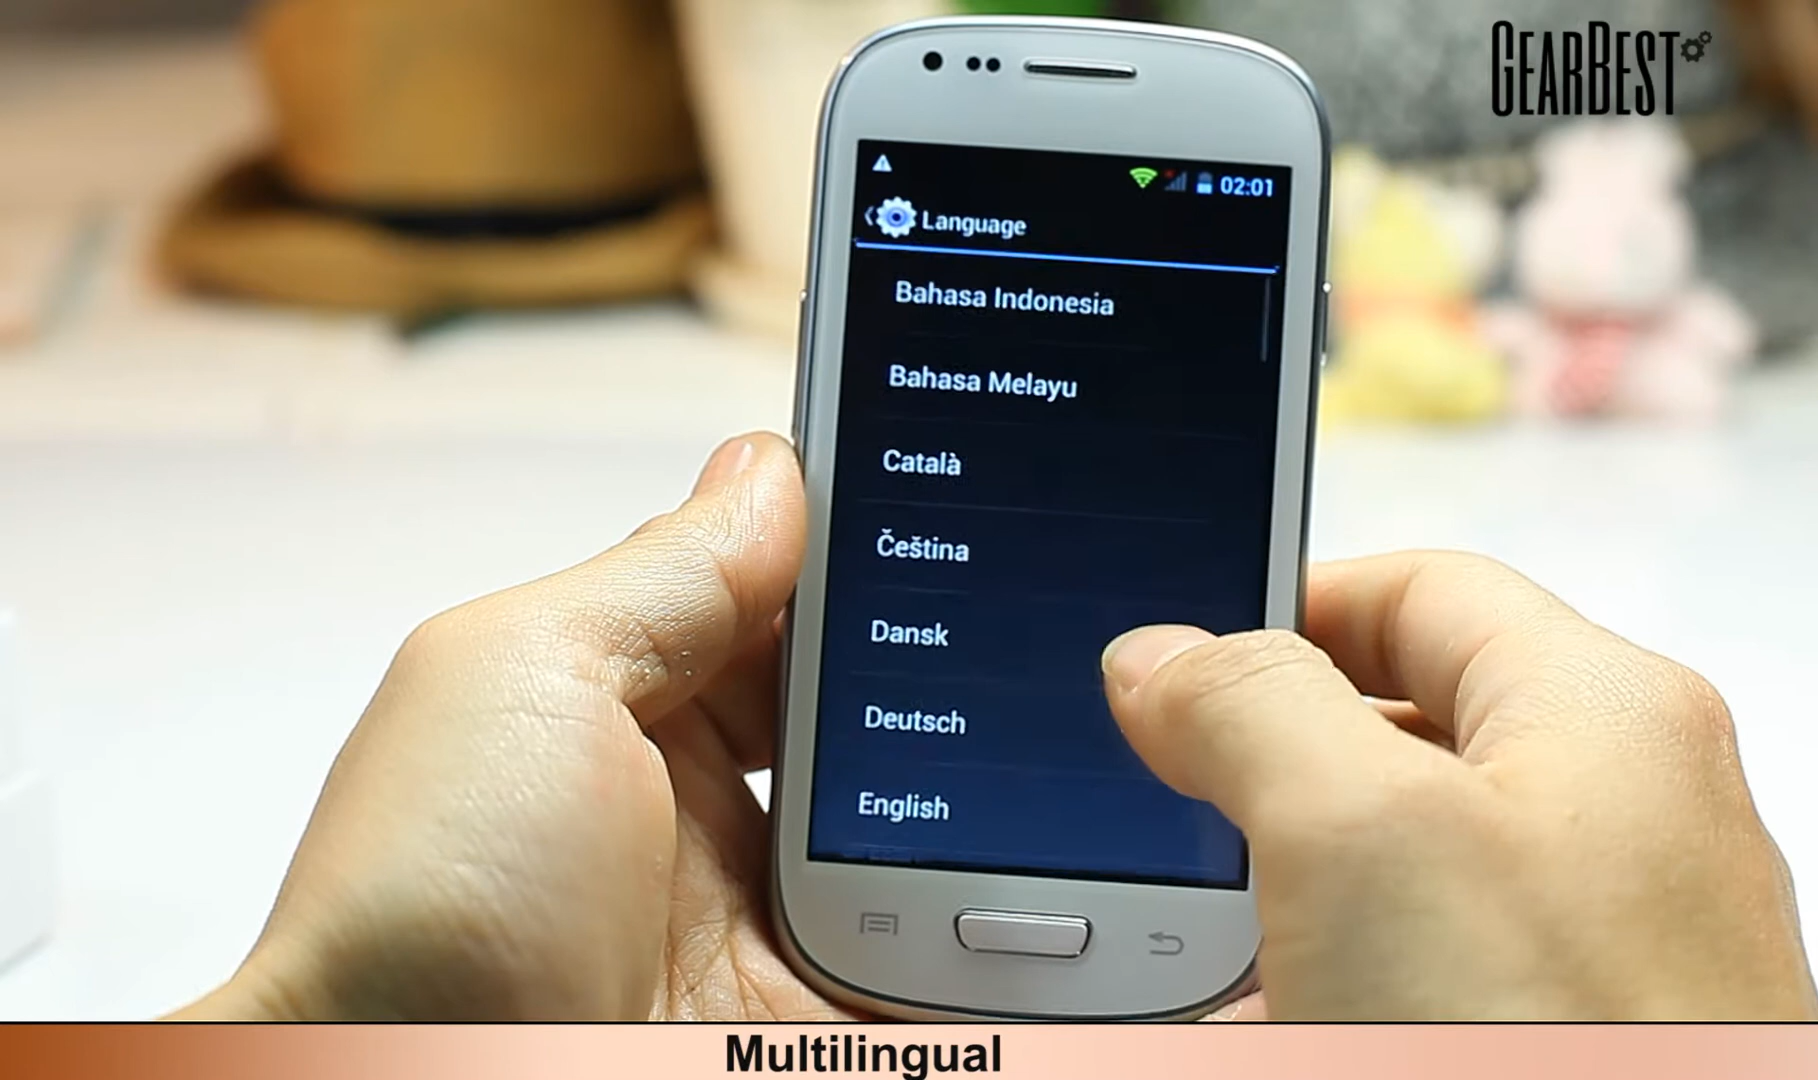 GEARBEST
02:01
Language
Bahasa Indonesia
Bahasa Melayu
Català
Čeština
Dansk
Deutsch
English
Multilingual